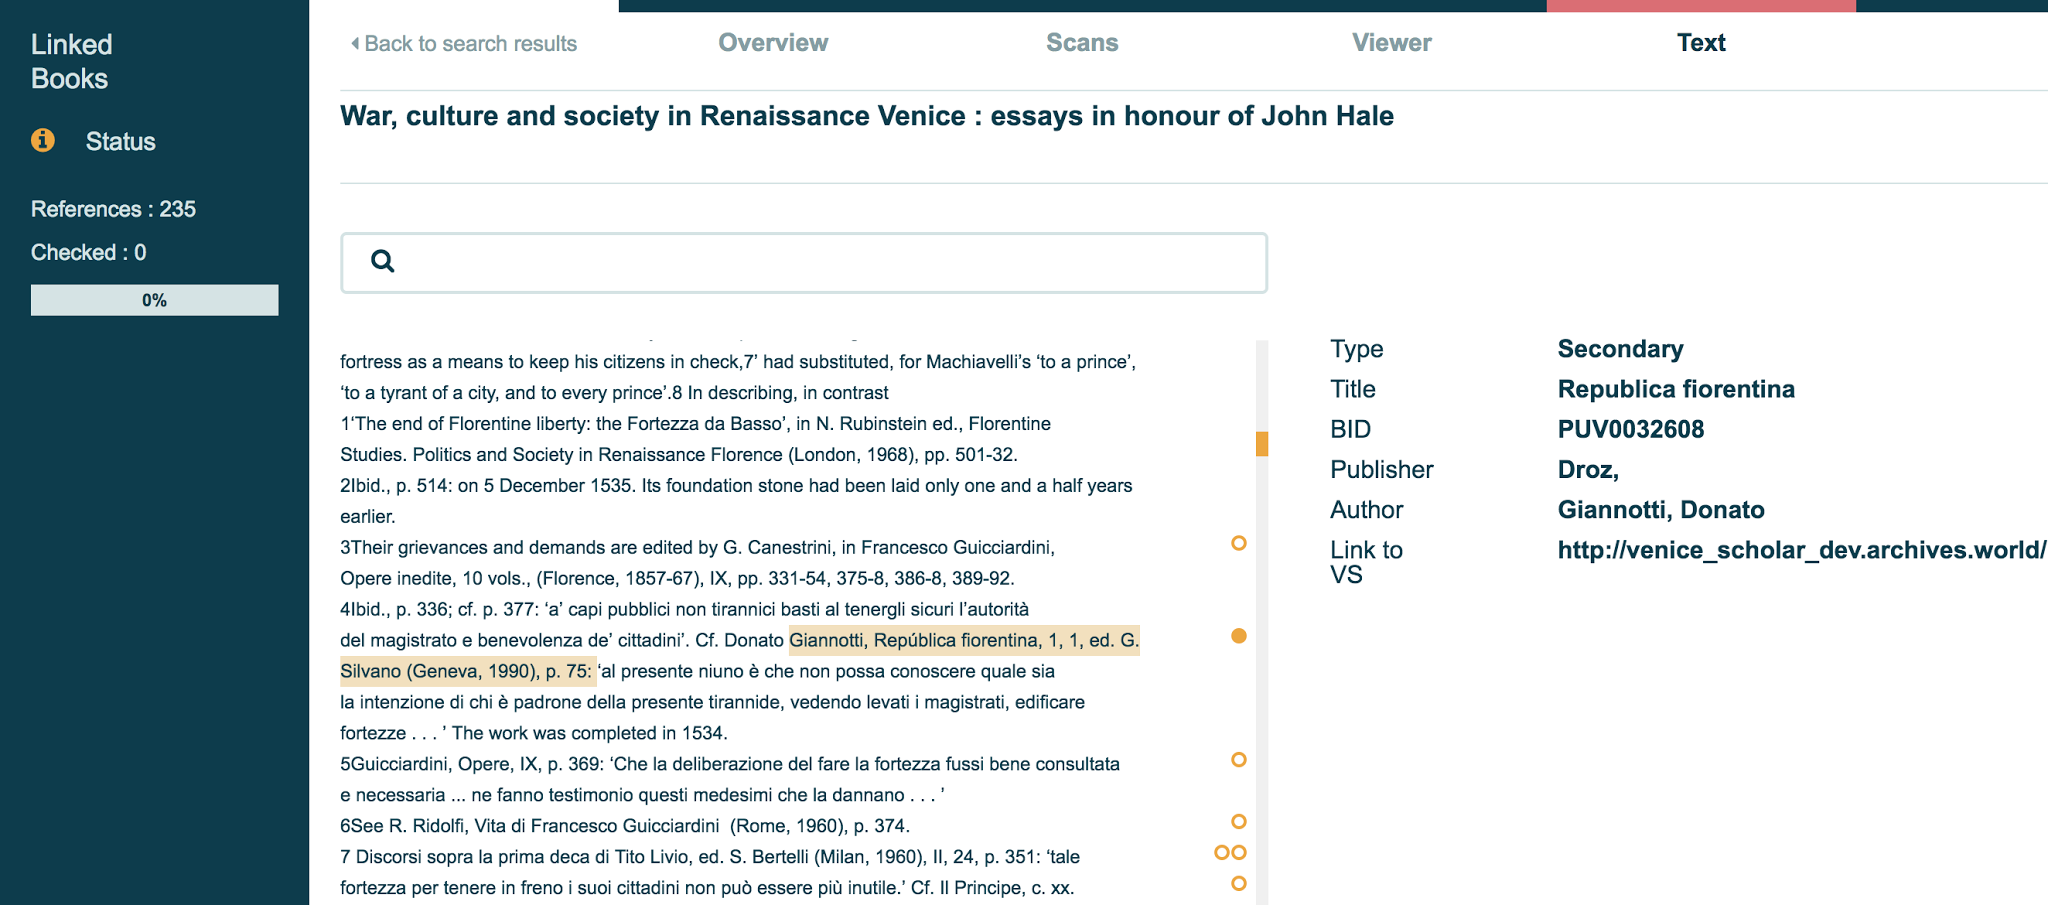 Linked
Books
Status
References : 235
Checked : 0
0%
Back to search results
Overview
Scans
Viewer
Text
War, culture and society in Renaissance Venice : essays in honour of John Hale
fortress as a means to keep his citizens in check,7’ had substituted, for Machiavelli’s ‘to a prince’,
‘to a tyrant of a city, and to every prince’.8 In describing, in contrast
1‘The end of Florentine liberty: the Fortezza da Basso’, in N. Rubinstein ed., Florentine
Studies. Politics and Society in Renaissance Florence (London, 1968), pp. 501-32.
2Ibid., p. 514: on 5 December 1535. Its foundation stone had been laid only one and a half years
earlier.
3Their grievances and demands are edited by G. Canestrini, in Francesco Guicciardini,
Opere inedite, 10 vols., (Florence, 1857-67), IX, pp. 331-54, 375-8, 386-8, 389-92.
4Ibid., p. 336; cf. p. 377: ‘a’ capi pubblici non tirannici basti al tenergli sicuri l’autorità
del magistrato e benevolenza de’ cittadini’. Cf. Donato Giannotti, República fiorentina, 1, 1, ed. G.
Silvano (Geneva, 1990), p. 75: ‘al presente niuno è che non possa conoscere quale sia
la intenzione di chi è padrone della presente tirannide, vedendo levati i magistrati, edificare
fortezze . . . ’ The work was completed in 1534.
5Guicciardini, Opere, IX, p. 369: ‘Che la deliberazione del fare la fortezza fussi bene consultata
e necessaria ... ne fanno testimonio questi medesimi che la dannano . . . ’
6See R. Ridolfi, Vita di Francesco Guicciardini  (Rome, 1960), p. 374.
7 Discorsi sopra la prima deca di Tito Livio, ed. S. Bertelli (Milan, 1960), II, 24, p. 351: ‘tale
fortezza per tenere in freno i suoi cittadini non può essere più inutile.’ Cf. Il Principe, c. xx.
Type Secondary
Title Republica fiorentina
BID PUV0032608
Publisher Droz,
Author Giannotti, Donato
Link to http://venice_scholar_dev.archives.world/
VS